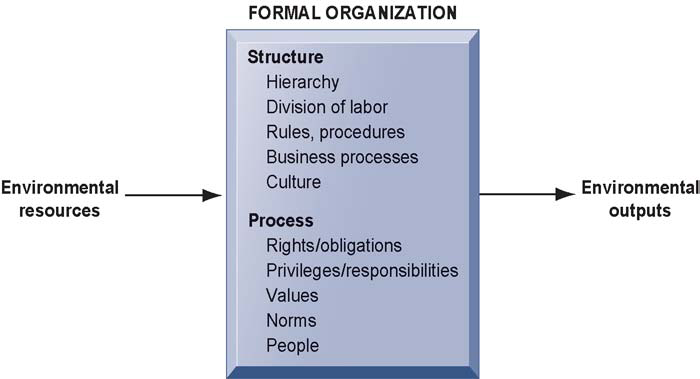 FORMAL ORGANIZATION
Structure
Hierarchy
Division of labor
Rules, procedures
Business processes
Culture
Process
Rights/obligations
Privileges/responsibilities
Values
Norms
People
Environmental
resources
Environmental
outputs